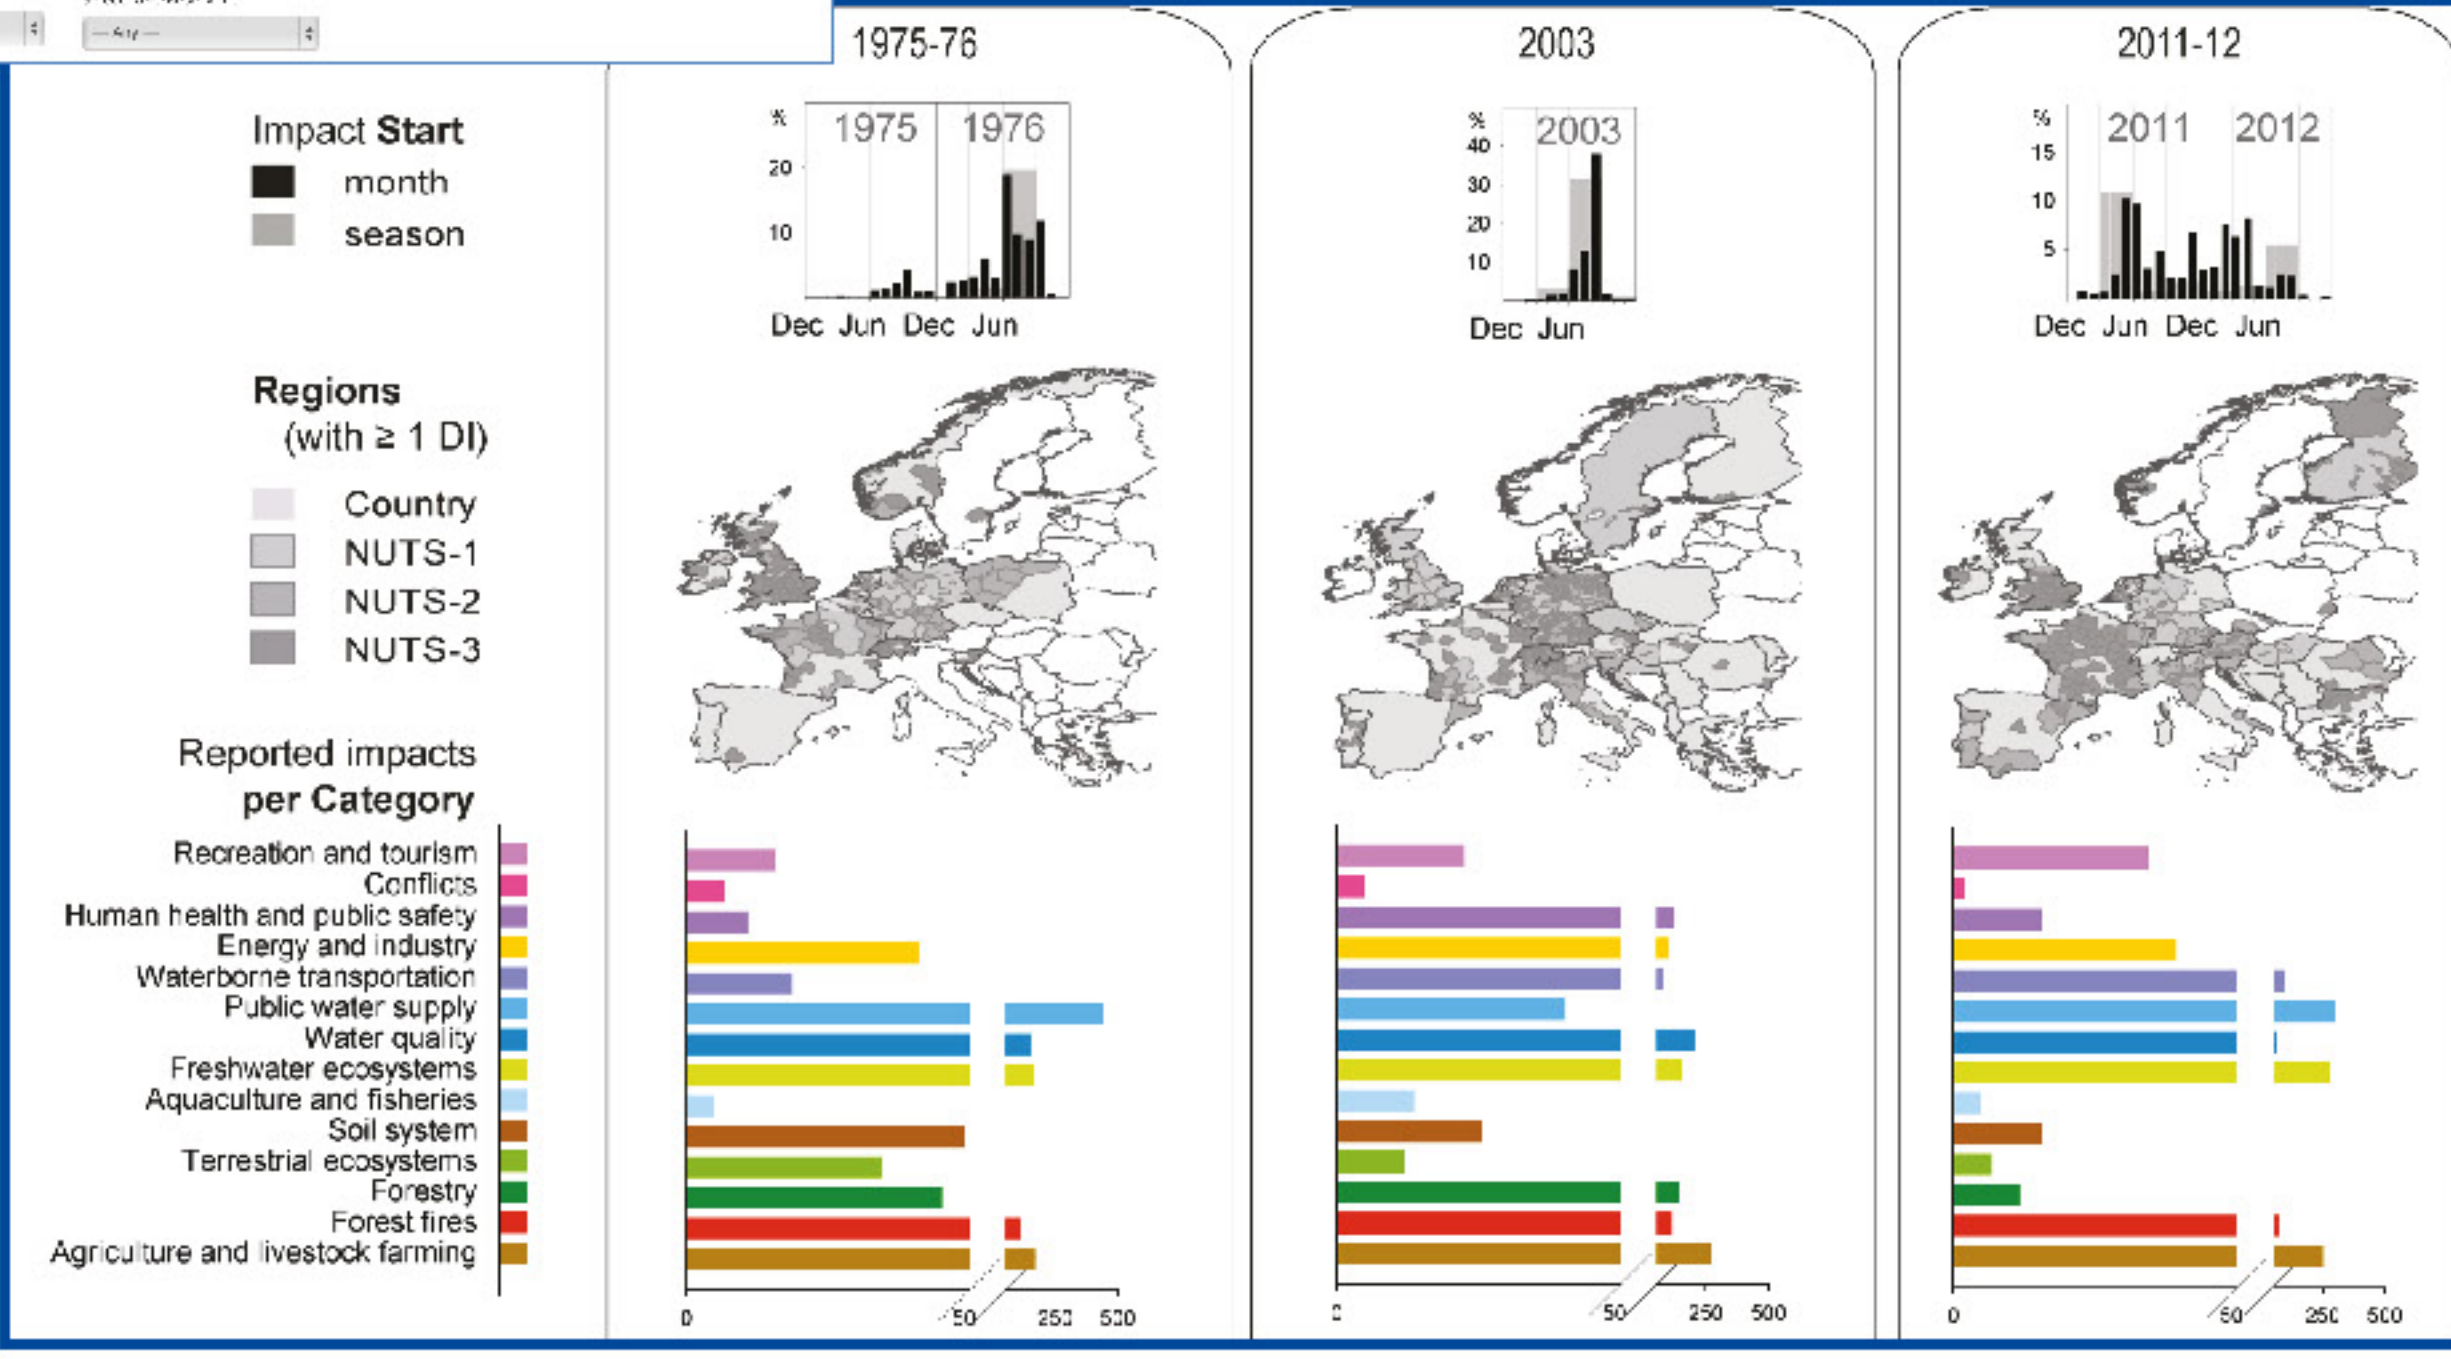 — Any —
1975-76
2003
2011-12
Impact Start
month
season
Regions
(with ≥ 1 DI)
Country
NUTS-1
NUTS-2
NUTS-3
Reported impacts
per Category
Recreation and tourism
Conflicts
Human health and public safety
Energy and industry
Waterborne transportation
Public water supply
Water quality
Freshwater ecosystems
Aquaculture and fisheries
Soil system
Terrestrial ecosystems
Forestry
Forest fires
Agriculture and livestock farming
%
1975 1976
20
10
Dec Jun Dec Jun
0 50 250 500
%
2003
40
30
20
10
Dec Jun
0 50 250 500
%
2011 2012
15
10
5
Dec Jun Dec Jun
0 50 250 500